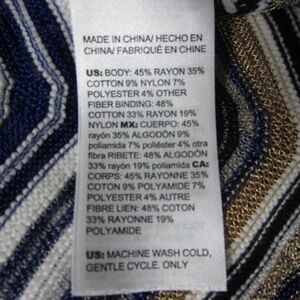 MADE IN CHINA/ HECHO EN
CHINA/ FABRIQUÉ EN CHINE
US: BODY: 45% RAYON 35%
COTTON 9% NYLON 7%
POLYESTER 4% OTHER
FIBER BINDING: 48%
COTTON 33% RAYON 19%
NYLON MX: CUERPO: 45%
rayón 35% ALGODÓN 9%
poliamida 7% poliéster 4% otra
fibra RIBETE: 48% ALGODÓN
33% rayón 19% poliamida CA:
CORPS: 45% RAYONNE 35%
COTON 9% POLYAMIDE 7%
POLYESTER 4% AUTRE
FIBRE LIEN: 48% COTON
33% RAYONNE 19%
POLYAMIDE
US: MACHINE WASH COLD,
GENTLE CYCLE. ONLY